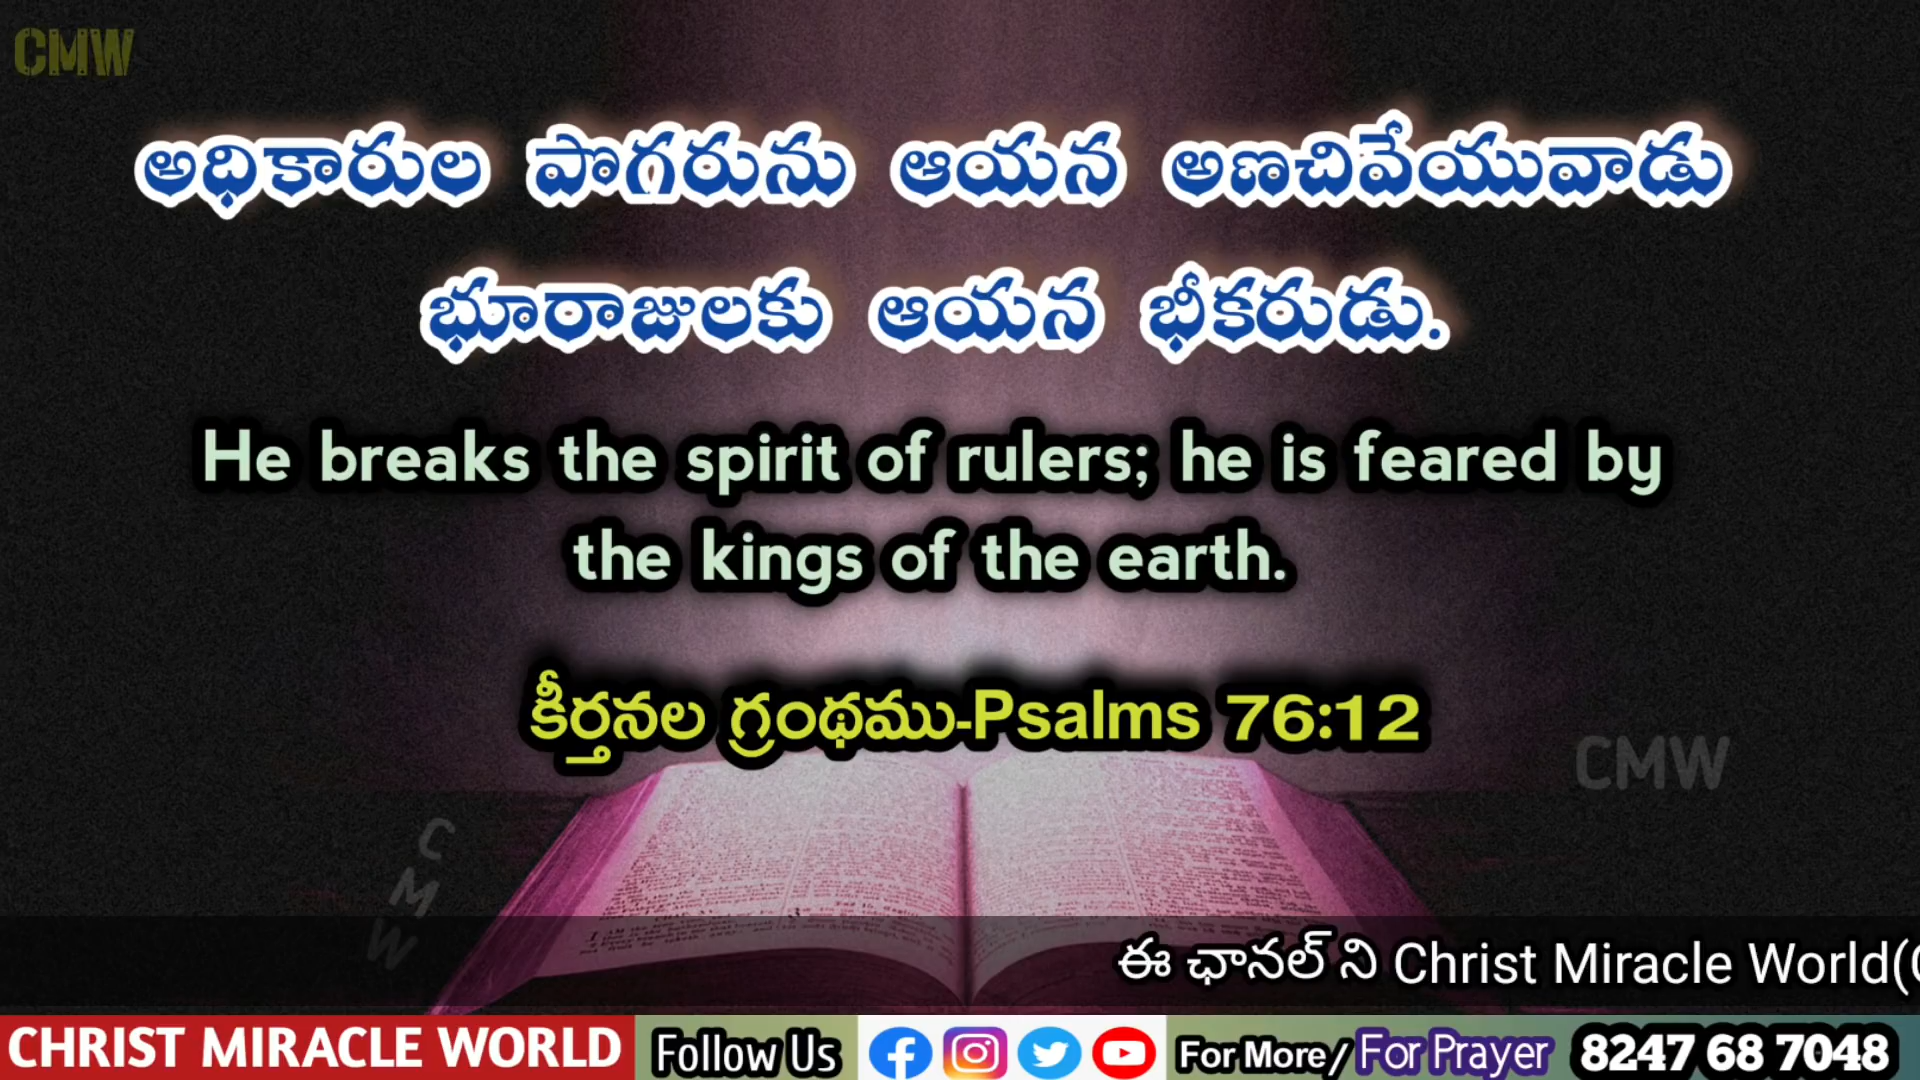 CMW
అధికారుల పొగరును ఆయన అణచివేయువాడు
భూరాజులకు ఆయన భీకరుడు.
He breaks the spirit of rulers; he is feared by
the kings of the earth.
కీర్తనల గ్రంథము-Psalms 76:12
CMW
C
M
W
ఈ ఛానల్ ని Christ Miracle World(
CHRIST MIRACLE WORLD Follow Us For More/ For Prayer 8247 68 7048